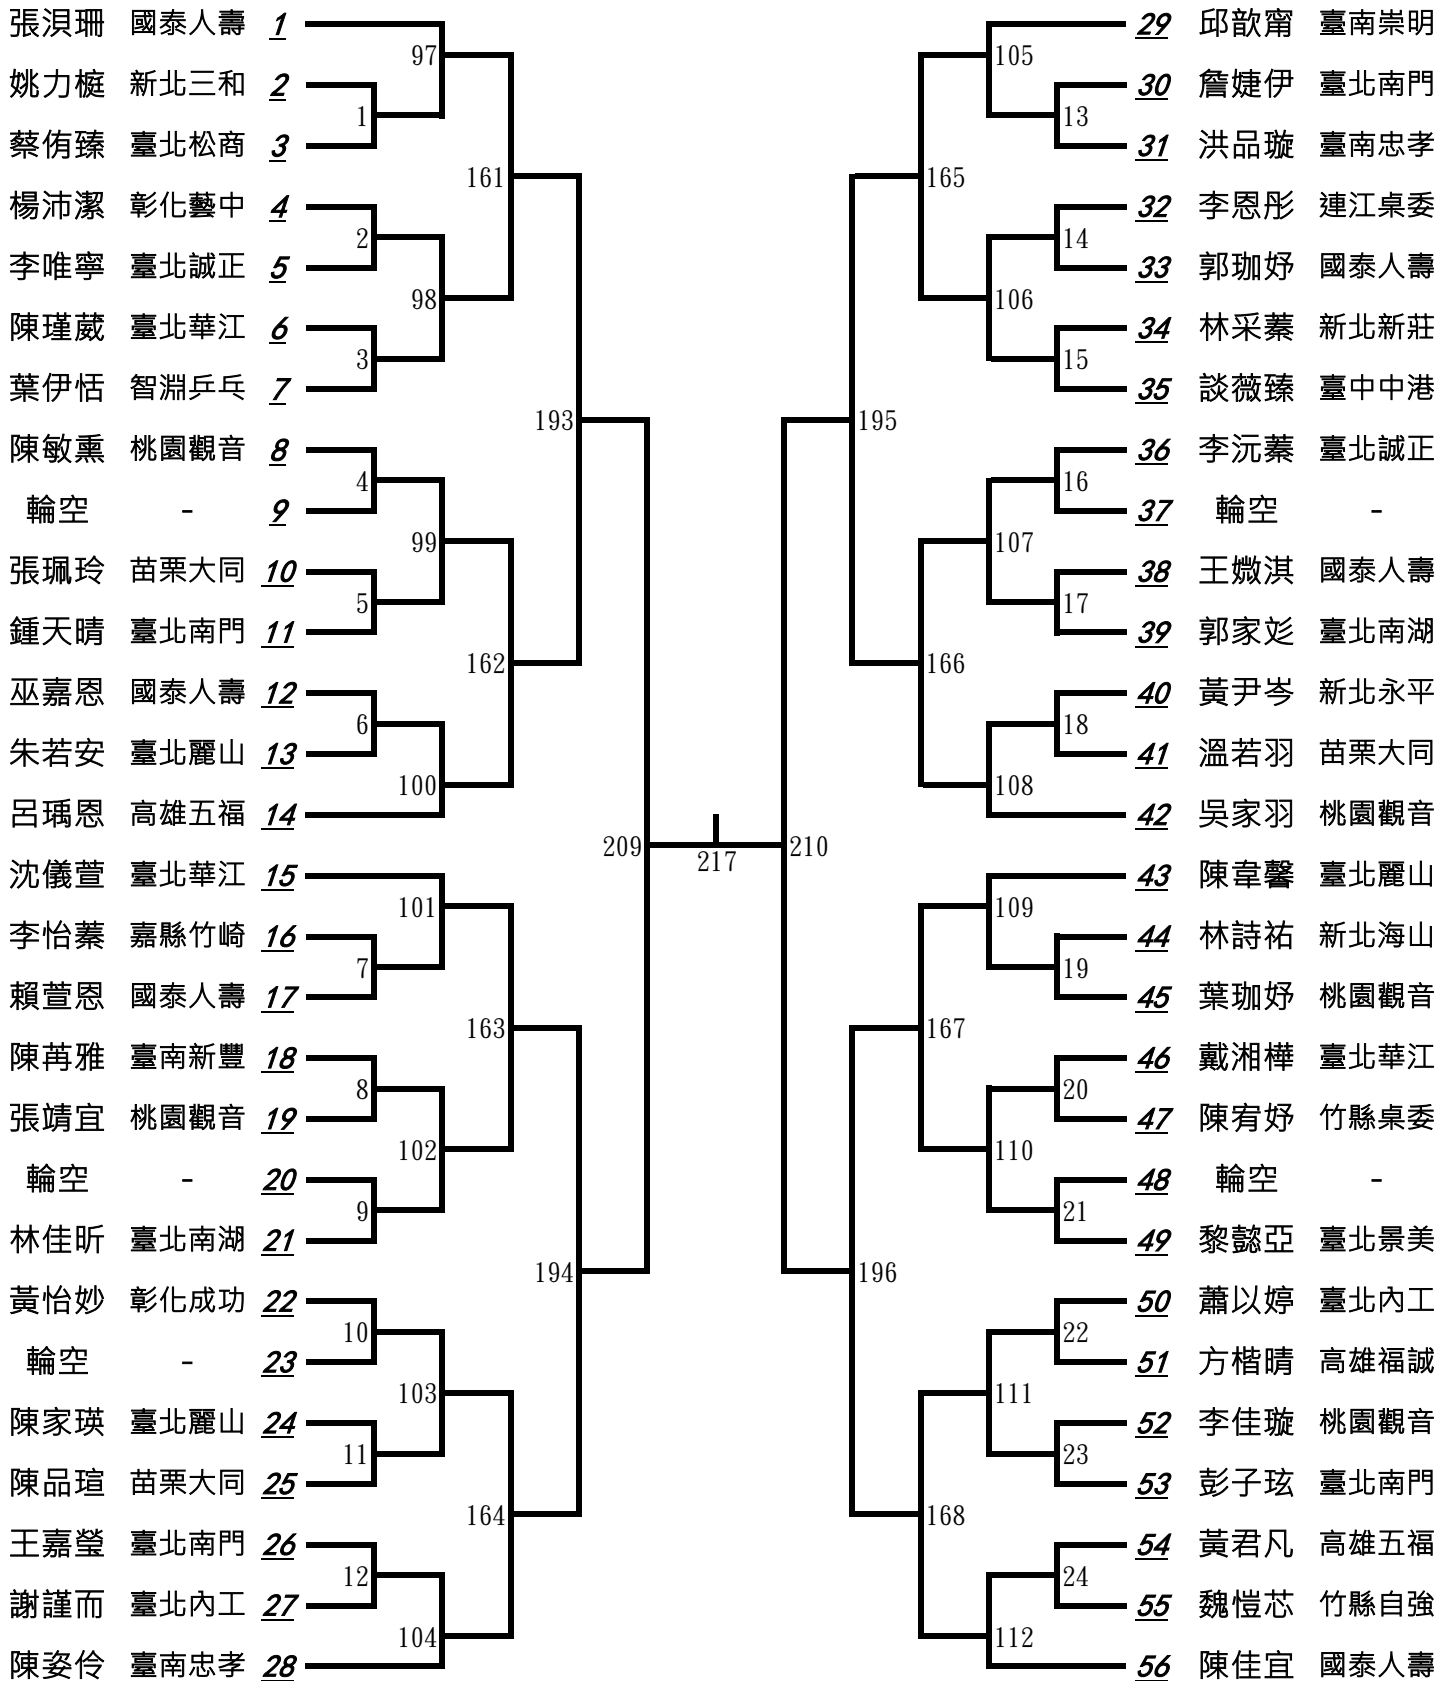 張浿珊 國泰人壽 1
97
姚力榳 新北三和 2
1
蔡侑臻 臺北松商 3
161
楊沛潔 彰化藝中 4
2
李唯寧 臺北誠正 5
98
陳瑾葳 臺北華江 6
3
葉伊恬 智淵乒乓 7
193
陳敏熏 桃園觀音 8
4
輪空 - 9
99
張珮玲 苗栗大同 10
5
鍾天晴 臺北南門 11
162
巫嘉恩 國泰人壽 12
6
朱若安 臺北麗山 13
100
呂瑀恩 高雄五福 14
209
沈儀萱 臺北華江 15
101
李怡蓁 嘉縣竹崎 16
7
賴萱恩 國泰人壽 17
163
陳苒雅 臺南新豐 18
8
張靖宜 桃園觀音 19
102
輪空 - 20
9
林佳昕 臺北南湖 21
194
黃怡妙 彰化成功 22
10
輪空 - 23
103
陳家瑛 臺北麗山 24
11
陳品瑄 苗栗大同 25
164
王嘉瑩 臺北南門 26
12
謝謹而 臺北內工 27
104
陳姿伶 臺南忠孝 28
217
29 邱歆甯 臺南崇明
105
30 詹婕伊 臺北南門
13
31 洪品璇 臺南忠孝
165
32 李恩彤 連江桌委
14
33 郭珈妤 國泰人壽
106
34 林采蓁 新北新莊
15
35 談薇臻 臺中中港
195
36 李沅蓁 臺北誠正
16
37 輪空 -
107
38 王媺淇 國泰人壽
17
39 郭家彣 臺北南湖
166
40 黃尹岑 新北永平
18
41 溫若羽 苗栗大同
108
42 吳家羽 桃園觀音
210
43 陳韋馨 臺北麗山
109
44 林詩祐 新北海山
19
45 葉珈妤 桃園觀音
167
46 戴湘樺 臺北華江
20
47 陳宥妤 竹縣桌委
110
48 輪空 -
21
49 黎懿亞 臺北景美
196
50 蕭以婷 臺北內工
22
51 方楷晴 高雄福誠
111
52 李佳璇 桃園觀音
23
53 彭子玹 臺北南門
168
54 黃君凡 高雄五福
24
55 魏愷芯 竹縣自強
112
56 陳佳宜 國泰人壽